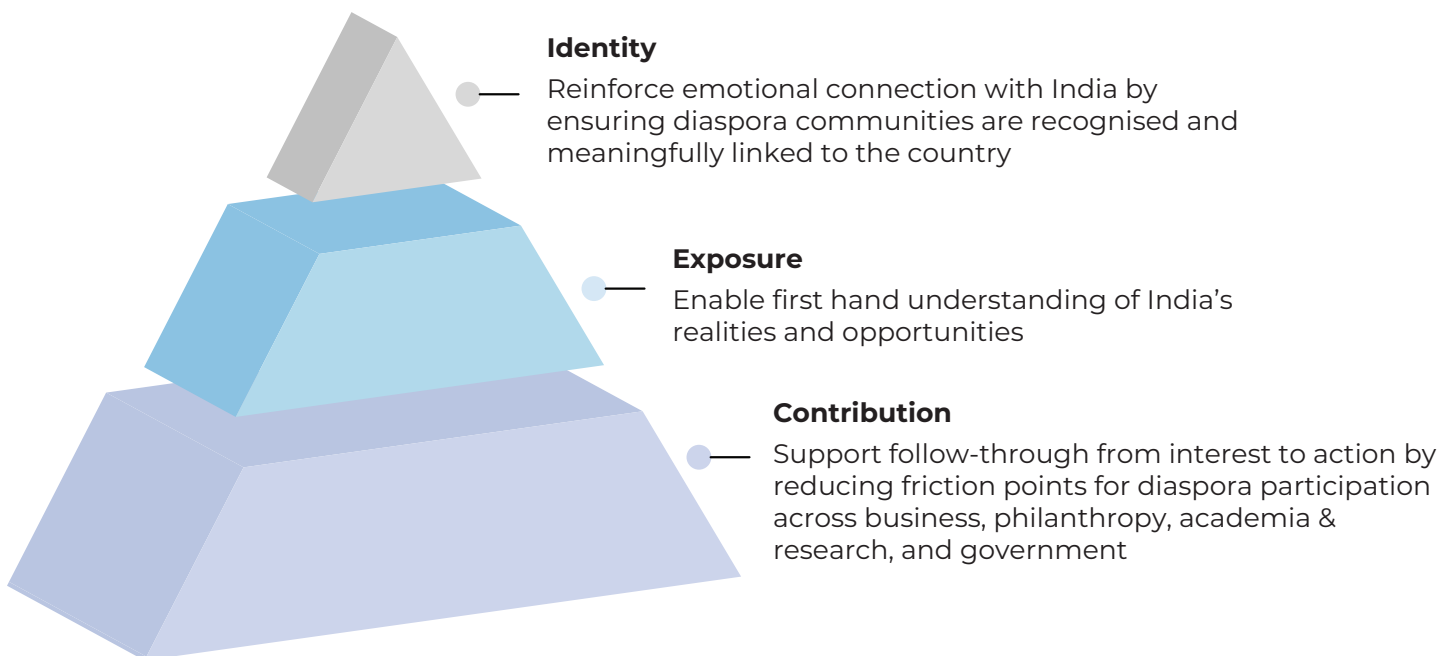 Identity
Reinforce emotional connection with India by
ensuring diaspora communities are recognised and
meaningfully linked to the country
Exposure
Enable first hand understanding of India’s
realities and opportunities
Contribution
Support follow-through from interest to action by
reducing friction points for diaspora participation
across business, philanthropy, academia &
research, and government